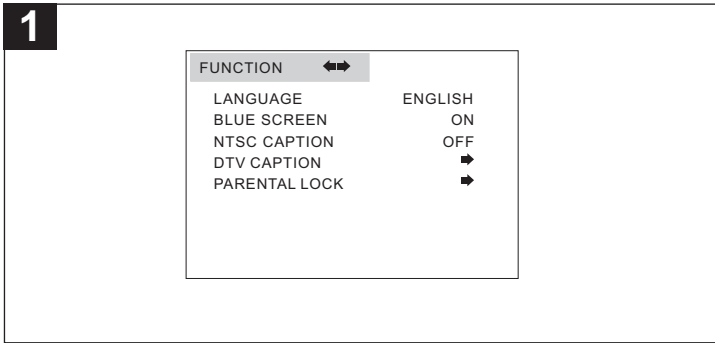 1
FUNCTION
LANGUAGE ENGLISH
BLUE SCREEN ON
NTSC CAPTION OFF
DTV CAPTION
PARENTAL LOCK